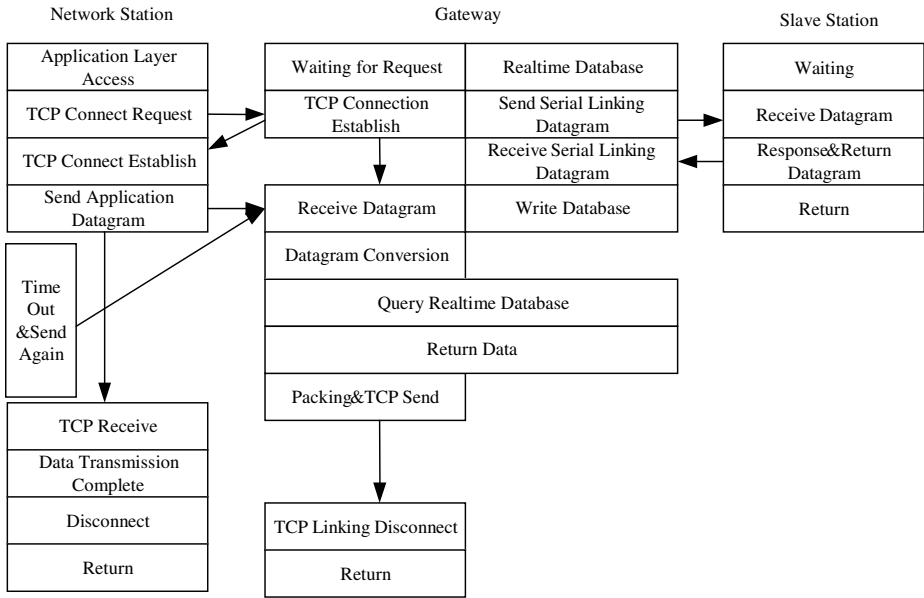 Network Station
Gateway
Slave Station
Application Layer
Access
TCP Connect Request
TCP Connect Establish
Send Application
Datagram
Time
Out
&Send
Again
TCP Receive
Data Transmission
Complete
Disconnect
Return
Waiting for Request
TCP Connection
Establish
Receive Datagram
Datagram Conversion
Query Realtime Database
Return Data
Packing&TCP Send
TCP Linking Disconnect
Return
Realtime Database
Send Serial Linking
Datagram
Receive Serial Linking
Datagram
Write Database
Waiting
Receive Datagram
Response&Return
Datagram
Return